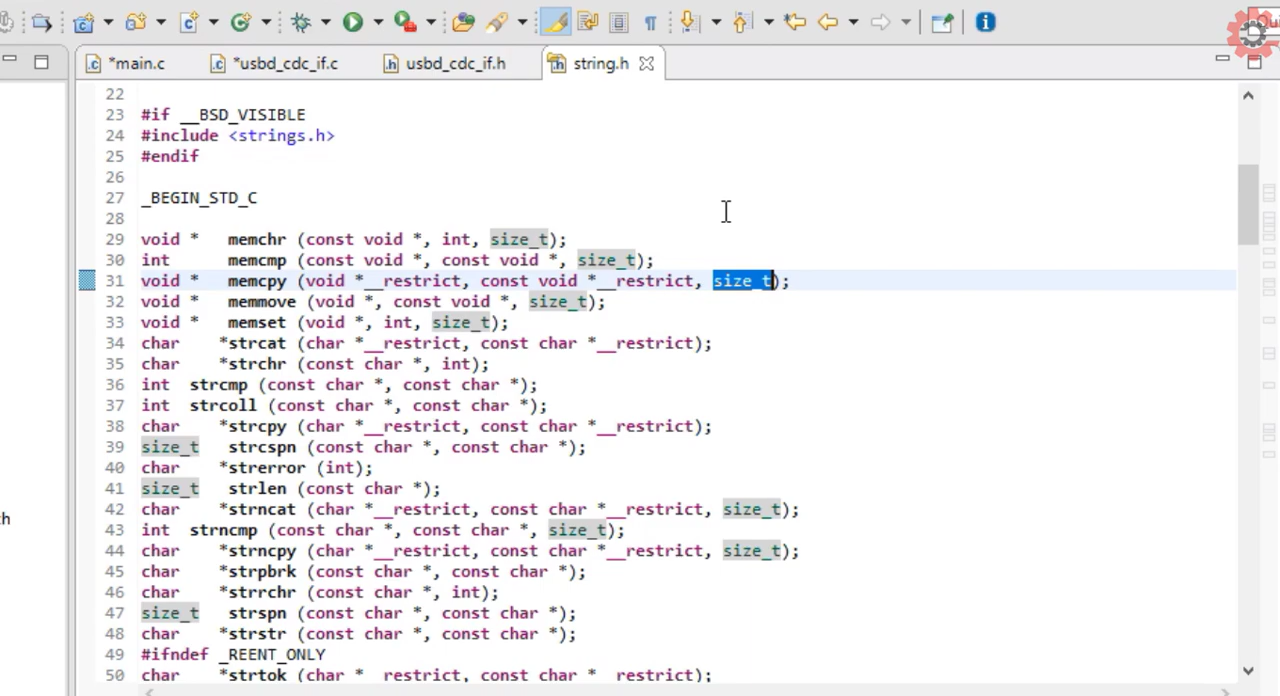 Qui
*main.c *usbd_cdc_if.c usbd_cdc_if.h string.h
22
23 #if __BSD_VISIBLE
24 #include <strings.h>
25 #endif
26
27 _BEGIN_STD_C
28
29 void * memchr (const void *, int, size_t);
30 int memcmp (const void *, const void *, size_t);
31 void * memcpy (void *__restrict, const void *__restrict, size_t);
32 void * memmove (void *, const void *, size_t);
33 void * memset (void *, int, size_t);
34 char *strcat (char *__restrict, const char *__restrict);
35 char *strchr (const char *, int);
36 int strcmp (const char *, const char *);
37 int strcoll (const char *, const char *);
38 char *strcpy (char *__restrict, const char *__restrict);
39 size_t strcspn (const char *, const char *);
40 char *strerror (int);
41 size_t strlen (const char *);
42 char *strncat (char *__restrict, const char *__restrict, size_t);
43 int strncmp (const char *, const char *, size_t);
44 char *strncpy (char *__restrict, const char *__restrict, size_t);
45 char *strpbrk (const char *, const char *);
46 char *strrchr (const char *, int);
47 size_t strspn (const char *, const char *);
48 char *strstr (const char *, const char *);
49 #ifndef _REENT_ONLY
50 char *strtok (char *__restrict, const char *__restrict);
th